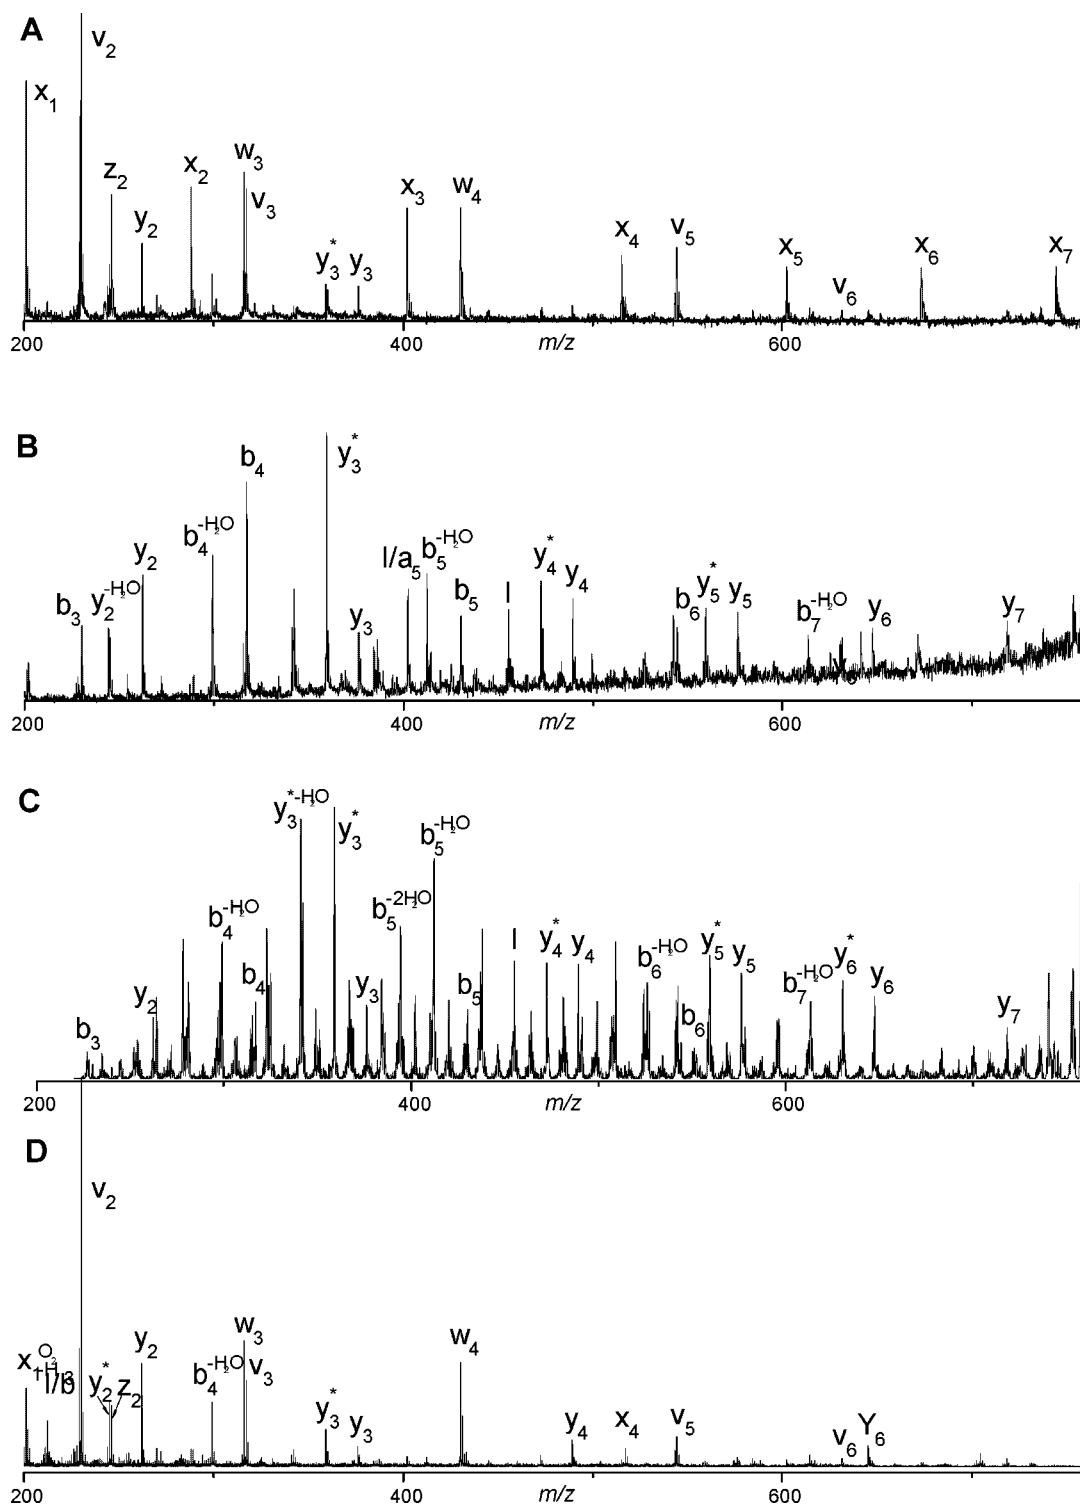 A
v2
x1
z2
y2
x2
w3
v3
y3*
y3
x3
w4
x4
v5
x5
v6
x6
x7
200 400 m/z 600
B
b3
y2-H2O
y2
b4-H2O
b4
y3*
y3
I/a5
b5-H2O
b5
I
y4*
y4
b6
y5*
y5
b7-H2O
y6
y7
200 400 m/z 600
C
b3
y2
b4-H2O
b4
y3*-H2O
y3*
y3
b5-2H2O
b5-H2O
b5
I
y4*
y4
b6-H2O
b6
y5*
y5
b7-H2O
y6*
y6
y7
200 400 m/z 600
D
v2
y2*
z2
y2
b4-H2O
w3
v3
y3*
y3
w4
y4
x4
v5
v6
Y6
200 400 m/z 600